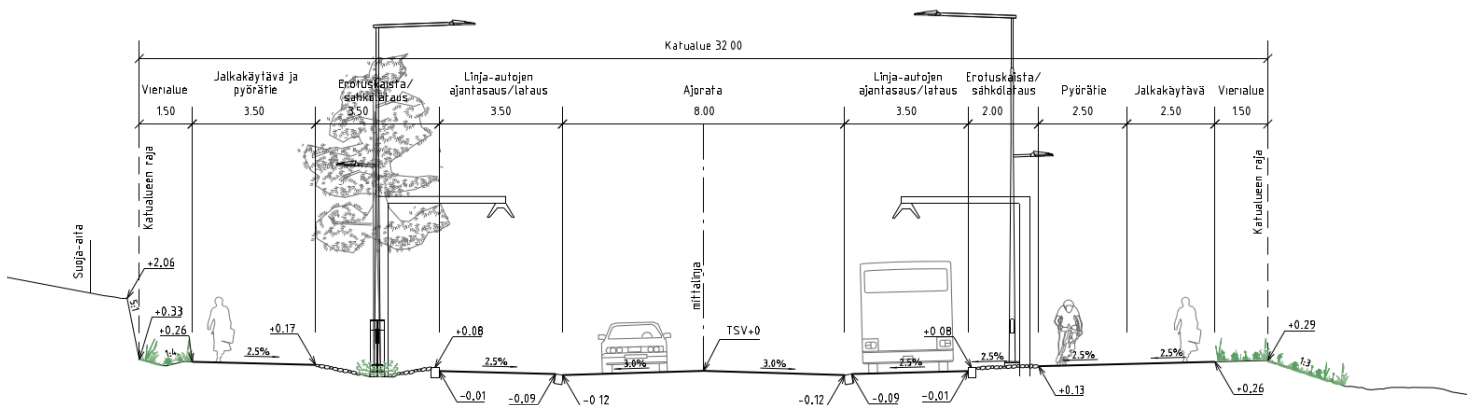 Katualue 32.00
Vierialue
1.50
Jalkakäytävä ja
pyörätie
3.50
Erotuskaista/
sähkölataus
3.50
Linja-autojen
ajantasaus/lataus
3.50
Ajorata
8.00
Linja-autojen
ajantasaus/lataus
3.50
Erotuskaista/
sähkölataus
2.00
Pyörätie
2.50
Jalkakäytävä
2.50
Vierialue
1.50
Suoja-aita
Katualueen raja
mittalinja
Katualueen raja
+2.06
5:1
+0.33
+0.26
1:4
2.5%
+0.17
+0.08
2.5%
3.0%
TSV+0
3.0%
2.5%
+0.08
2.5%
2.5%
2.5%
+0.29
1:3
-0.01
-0.09
-0.12
-0.12
-0.09
-0.01
+0.13
+0.26